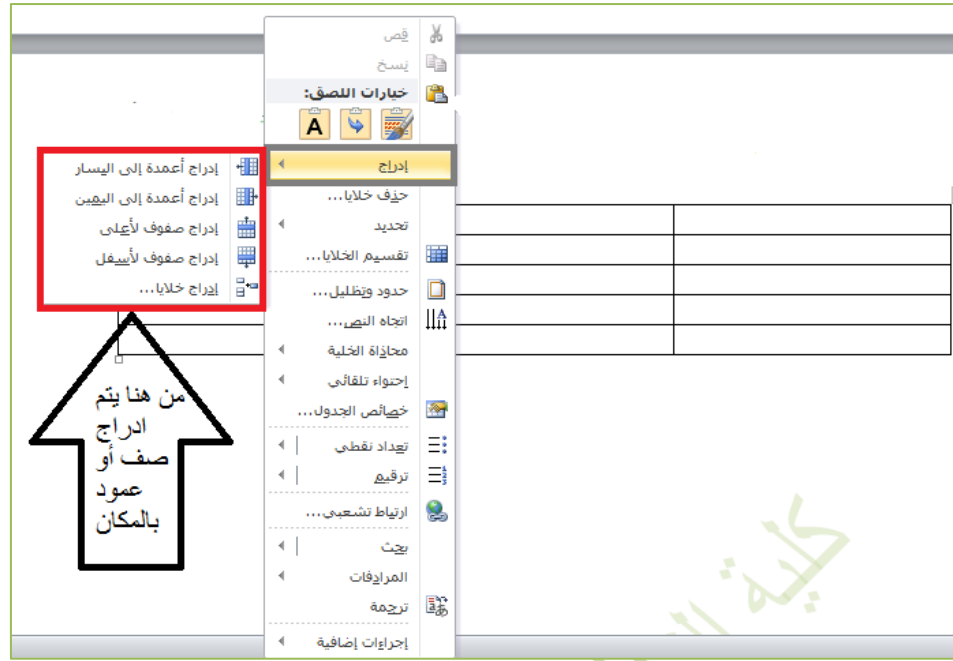 قص
نسخ
خيارات اللصق:
A
إدراج
حذف خلايا...
تحديد
تقسيم الخلايا...
حدود وتظليل...
اتجاه النص...
محاذاة الخلية
إحتواء تلقائي
خصائص الجدول...
تعداد نقطي
ترقيم
ارتباط تشعبي...
بحث
المرادفات
ترجمة
إجراءات إضافية
إدراج أعمدة إلى اليسار
إدراج أعمدة إلى اليمين
إدراج صفوف لأعلى
إدراج صفوف لأسفل
إدراج خلايا...
من هنا يتم
ادراج
صف أو
عمود
بالمكان
كلية